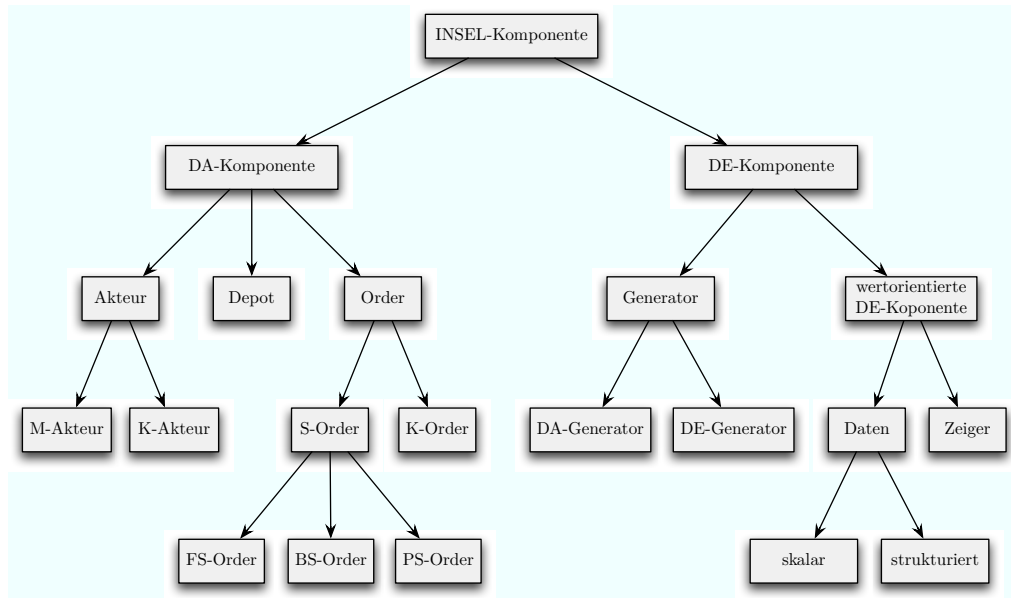 INSEL-Komponente
DA-Komponente
DE-Komponente
Akteur
Depot
Order
Generator
wertorientierte
DE-Koponente
M-Akteur
K-Akteur
S-Order
K-Order
DA-Generator
DE-Generator
Daten
Zeiger
FS-Order
BS-Order
PS-Order
skalar
strukturiert